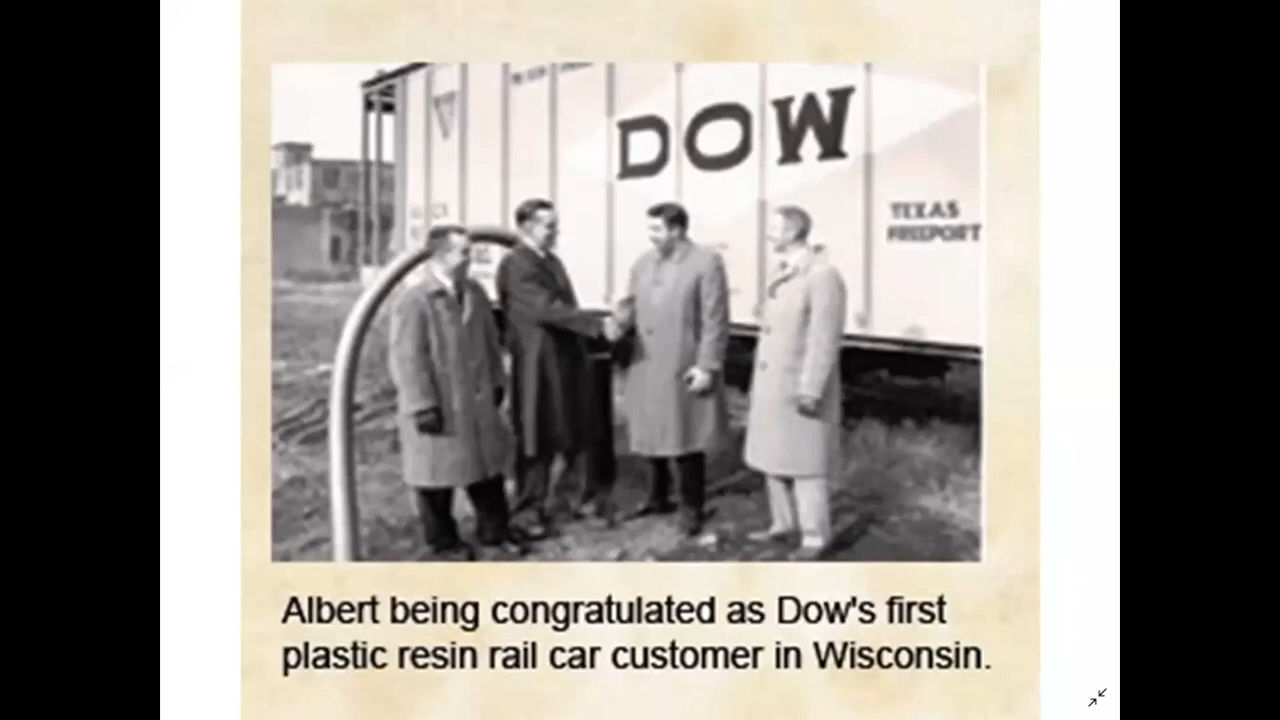 DOW
TEXAS
FREEPORT
Albert being congratulated as Dow's first
plastic resin rail car customer in Wisconsin.